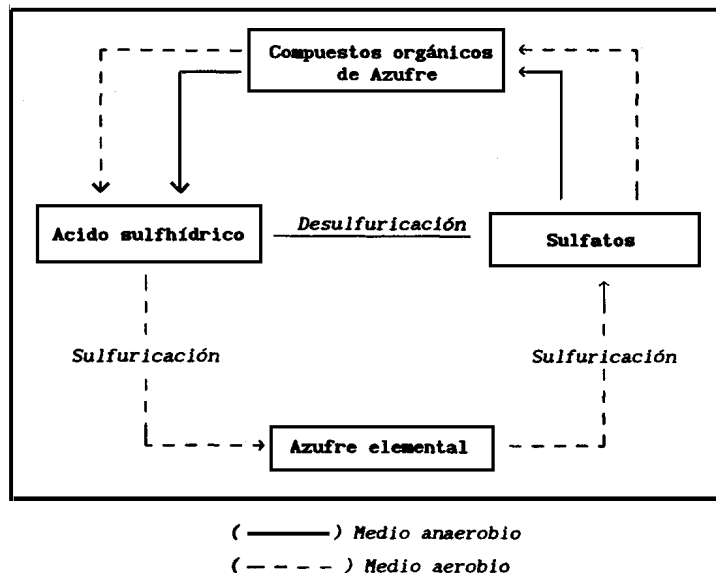 Compuestos orgánicos
de Azufre
Acido sulfhídrico
Desulfuricación
Sulfatos
Sulfuricación
Sulfuricación
Azufre elemental
( ——— ) Medio anaerobio
( — — — ) Medio aerobio